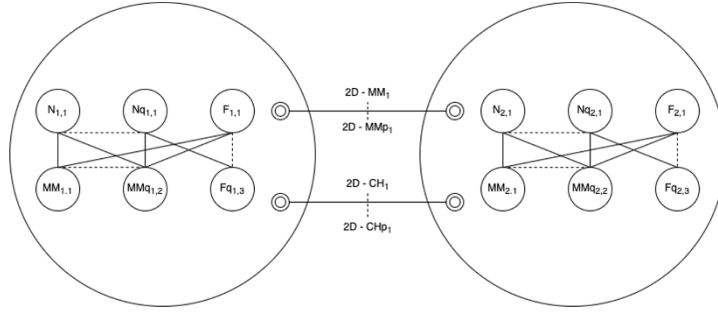 2D - MM1
N1,1 Nq1,1 F1,1 N2,1 Nq2,1 F2,1
2D - MMp1
2D - CH1
MM1.1 MMq1,2 Fq1,3 MM2.1 MMq2,2 Fq2,3
2D - CHp1